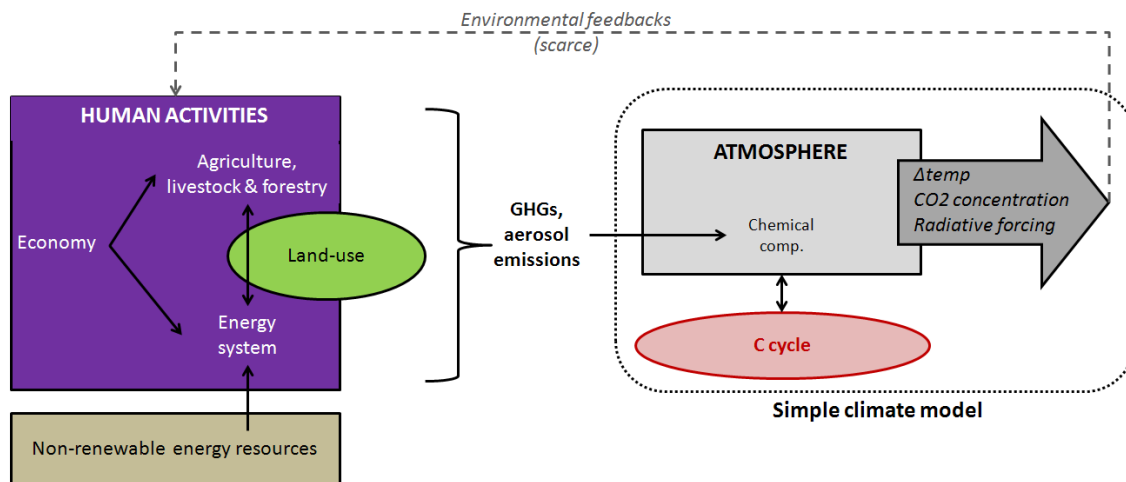 Environmental feedbacks
(scarce)
HUMAN ACTIVITIES
Agriculture,
livestock & forestry
Economy
Land-use
Energy
system
Non-renewable energy resources
GHGs,
aerosol
emissions
ATMOSPHERE
Chemical
comp.
Δtemp
CO2 concentration
Radiative forcing
C cycle
Simple climate model